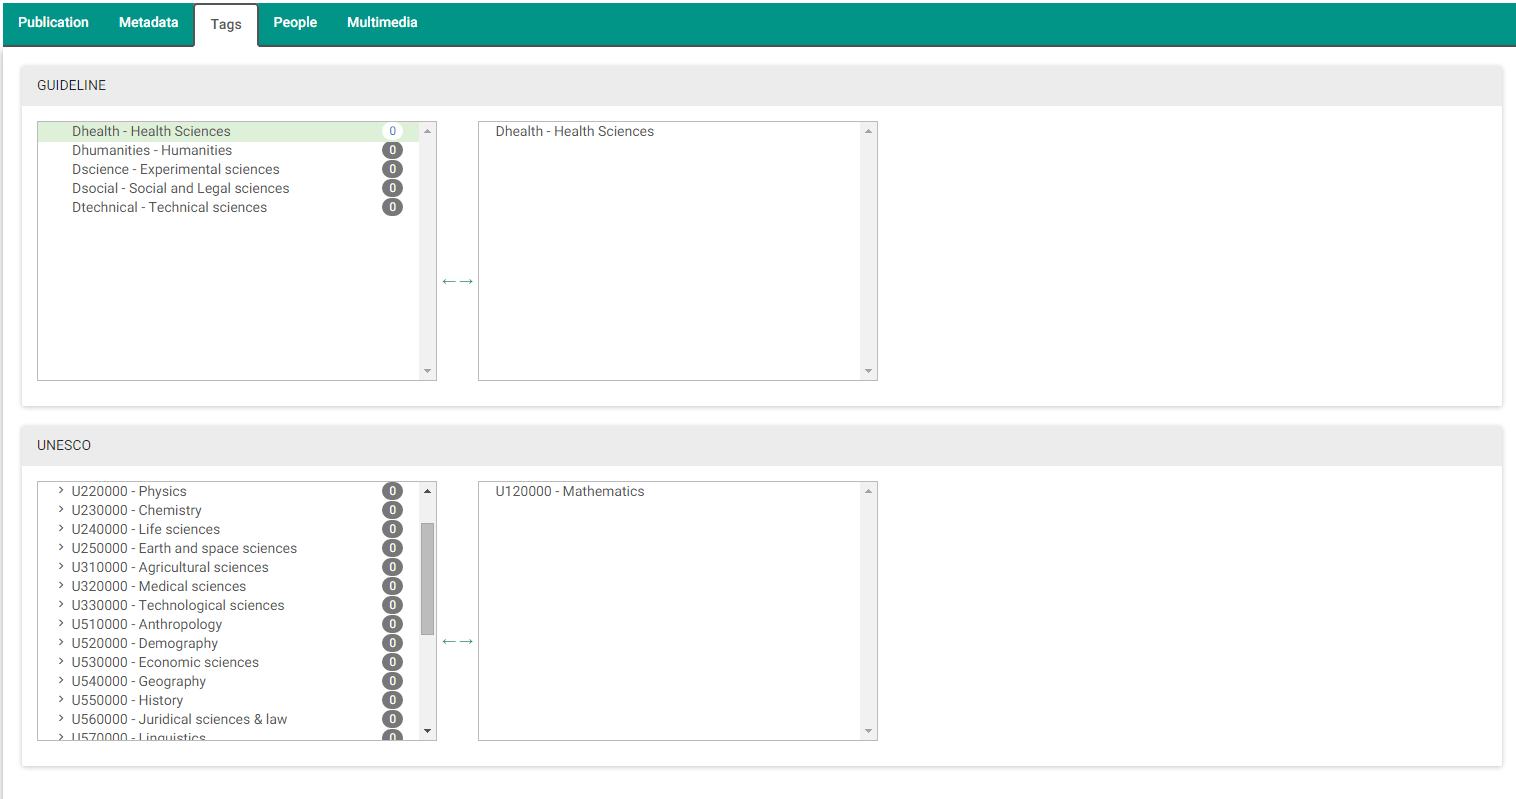 Publication Metadata Tags People Multimedia
GUIDELINE
Dhealth - Health Sciences 0
Dhumanities - Humanities 0
Dscience - Experimental sciences 0
Dsocial - Social and Legal sciences 0
Dtechnical - Technical sciences 0
←→
Dhealth - Health Sciences
UNESCO
U220000 - Physics 0
U230000 - Chemistry 0
U240000 - Life sciences 0
U250000 - Earth and space sciences 0
U310000 - Agricultural sciences 0
U320000 - Medical sciences 0
U330000 - Technological sciences 0
U510000 - Anthropology 0
U520000 - Demography 0
U530000 - Economic sciences 0
U540000 - Geography 0
U550000 - History 0
U560000 - Juridical sciences & law 0
U570000 - Linguistics 0
←→
U120000 - Mathematics